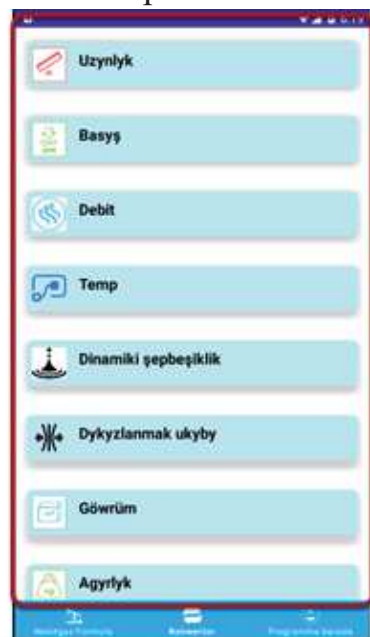 Uzynlyk
Basyş
Debit
Temp
Dinamiki şepbeşiklik
Dykyzlanmak ukyby
Göwrüm
Agyrlyk